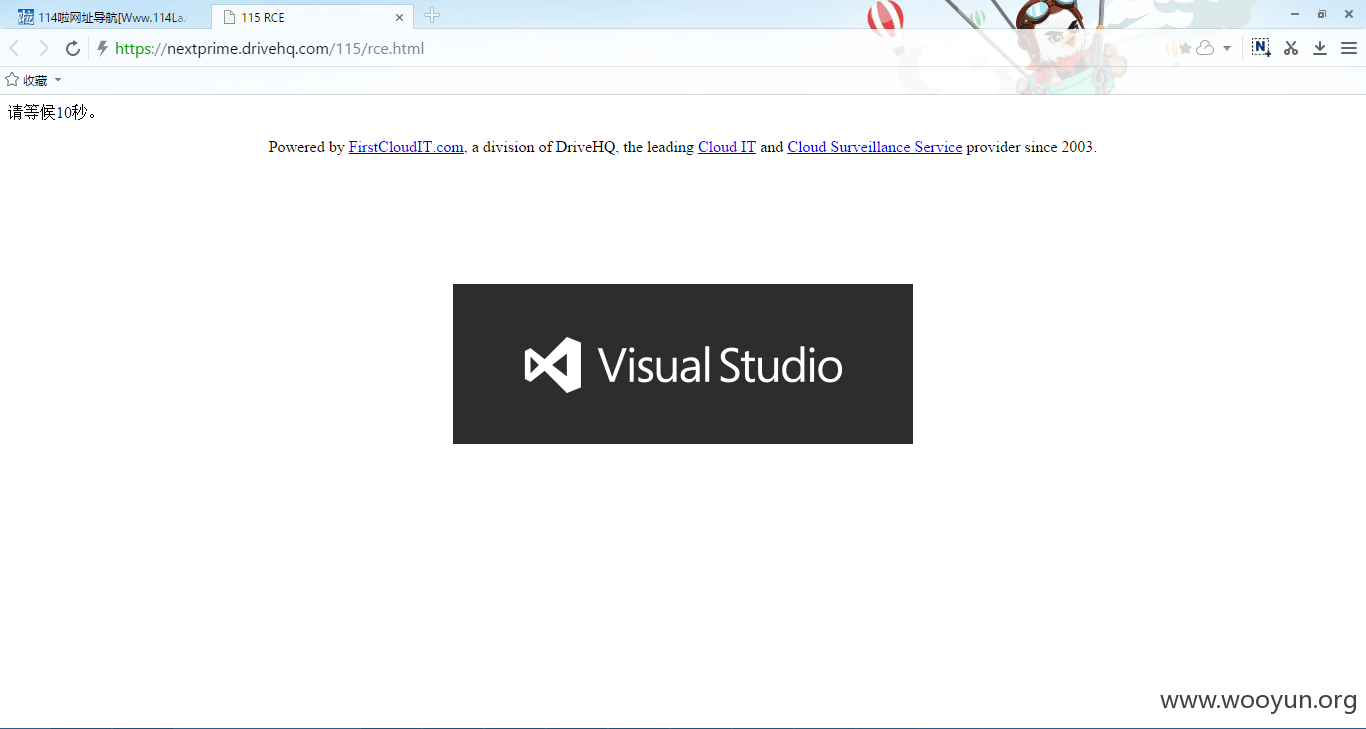 114啦网址导航[Www.114La.
115 RCE
https://nextprime.drivehq.com/115/rce.html
收藏
请等候10秒。
Powered by FirstCloudIT.com, a division of DriveHQ, the leading Cloud IT and Cloud Surveillance Service provider since 2003.
Visual Studio
www.wooyun.org